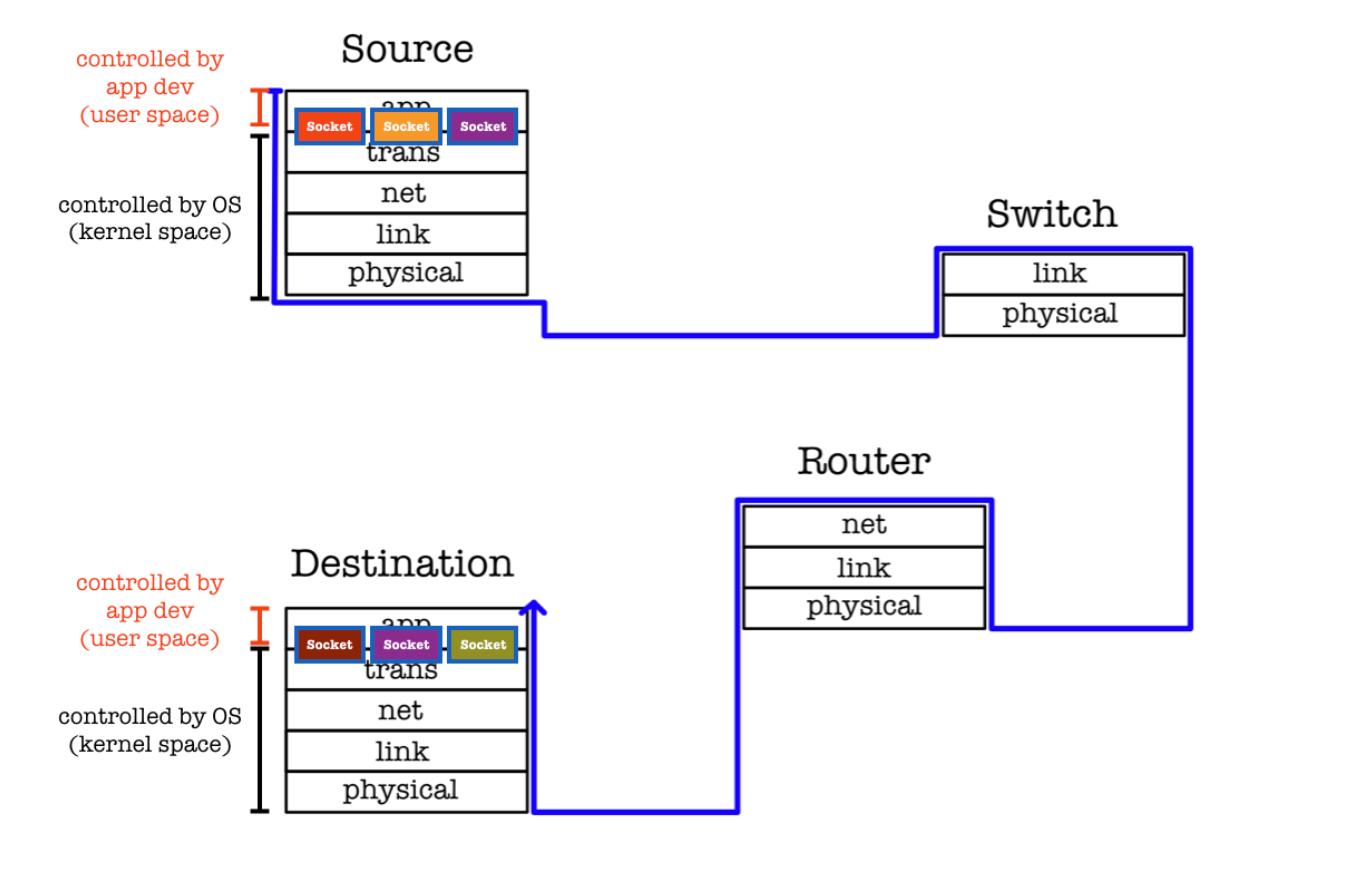 Source
controlled by
app dev
(user space)
app
Socket Socket Socket
trans
net
link
physical
controlled by OS
(kernel space)
Switch
link
physical
Router
net
link
physical
Destination
controlled by
app dev
(user space)
app
Socket Socket Socket
trans
net
link
physical
controlled by OS
(kernel space)